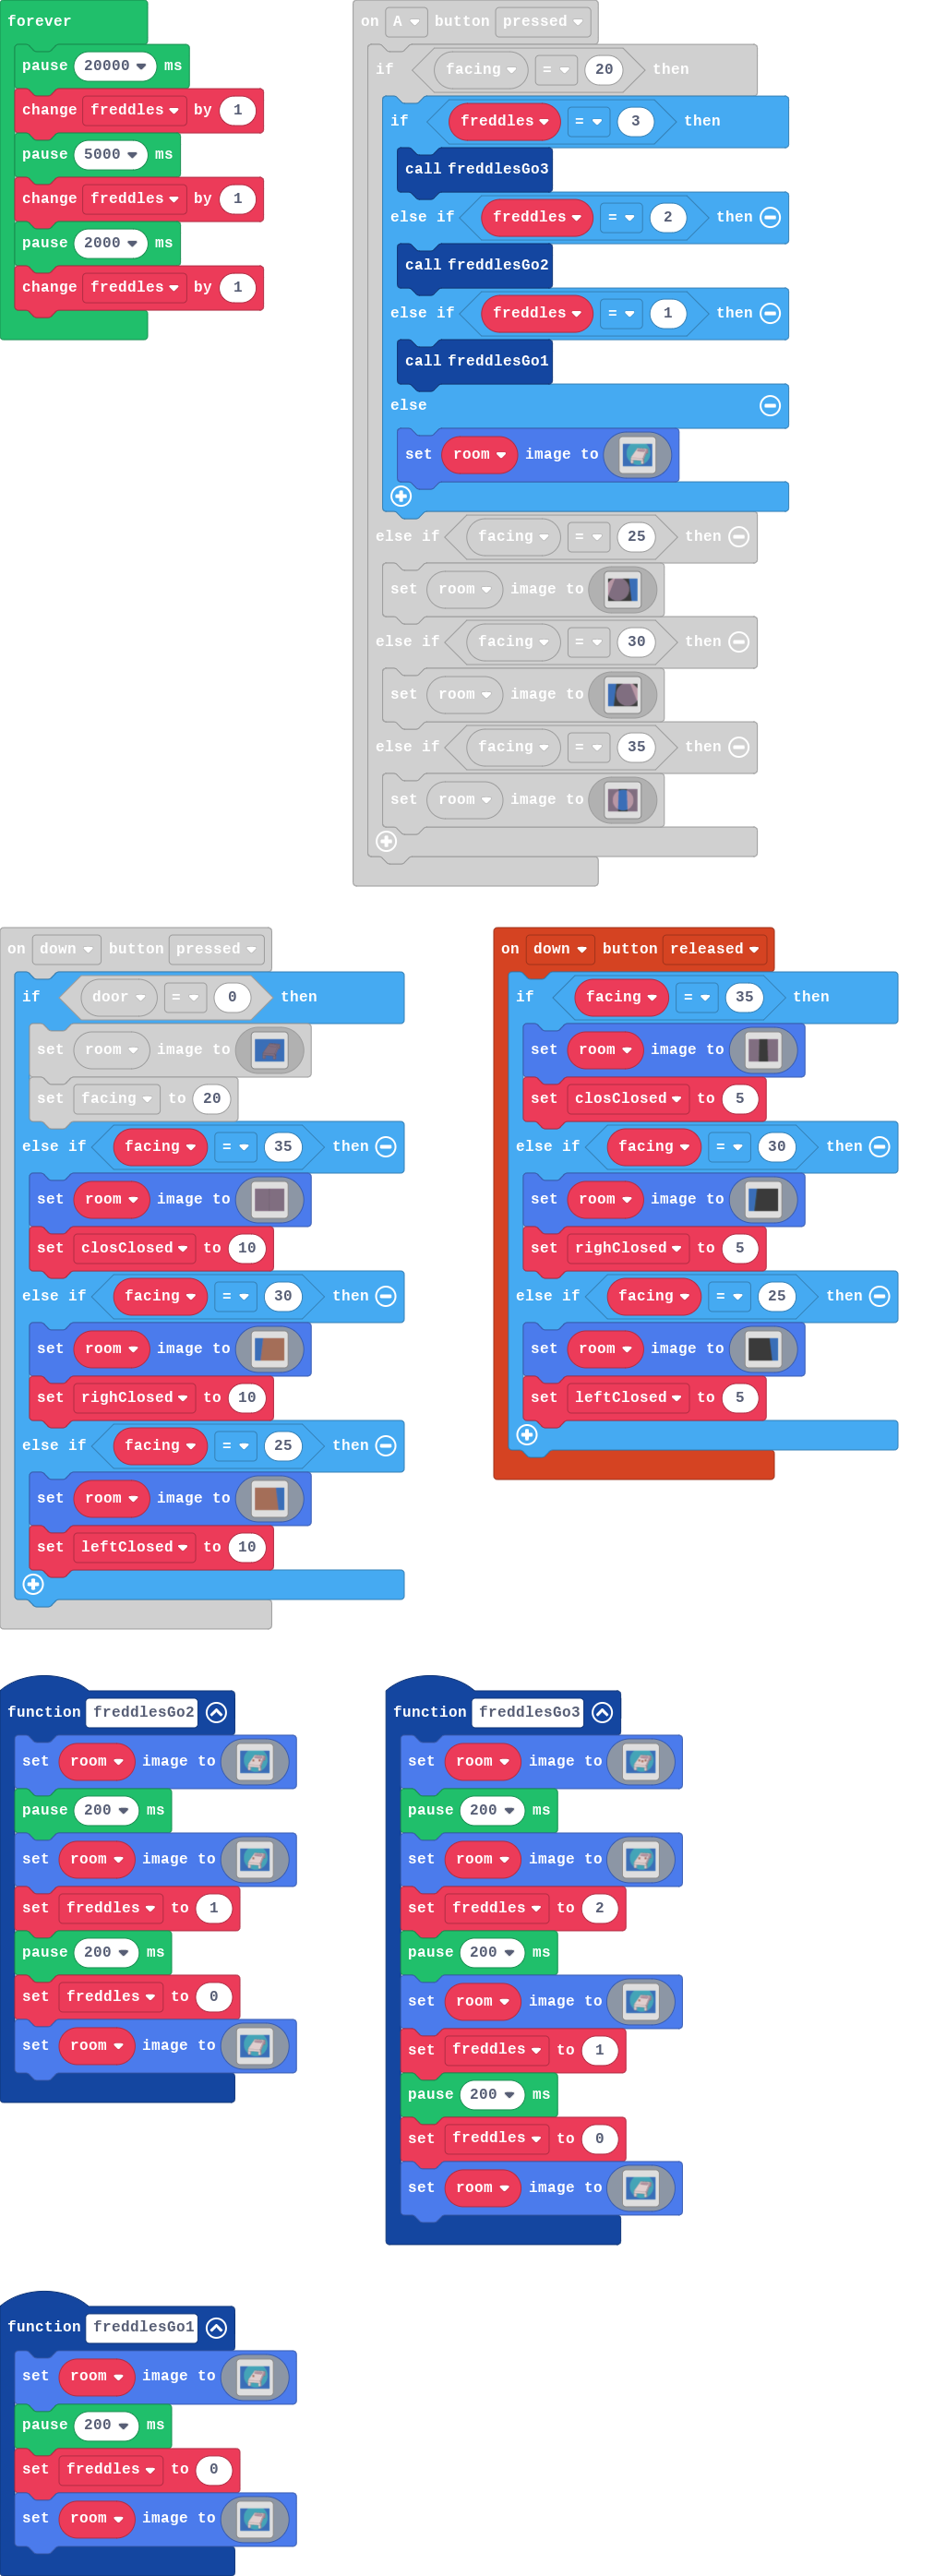 forever
pause 20000 ms
change freddles by 1
pause 5000 ms
change freddles by 1
pause 2000 ms
change freddles by 1
on A button pressed
if facing = 20 then
if freddles = 3 then
call freddlesGo3
else if freddles = 2 then
call freddlesGo2
else if freddles = 1 then
call freddlesGo1
else
set room image to
else if facing = 25 then
set room image to
else if facing = 30 then
set room image to
else if facing = 35 then
set room image to
on down button pressed
if door = 0 then
set room image to
set facing to 20
else if facing = 35 then
set room image to
set closClosed to 10
else if facing = 30 then
set room image to
set righClosed to 10
else if facing = 25 then
set room image to
set leftClosed to 10
on down button released
if facing = 35 then
set room image to
set closClosed to 5
else if facing = 30 then
set room image to
set righClosed to 5
else if facing = 25 then
set room image to
set leftClosed to 5
function freddlesGo2
set room image to
pause 200 ms
set room image to
set freddles to 1
pause 200 ms
set freddles to 0
set room image to
function freddlesGo3
set room image to
pause 200 ms
set room image to
set freddles to 2
pause 200 ms
set room image to
set freddles to 1
pause 200 ms
set freddles to 0
set room image to
function freddlesGo1
set room image to
pause 200 ms
set freddles to 0
set room image to